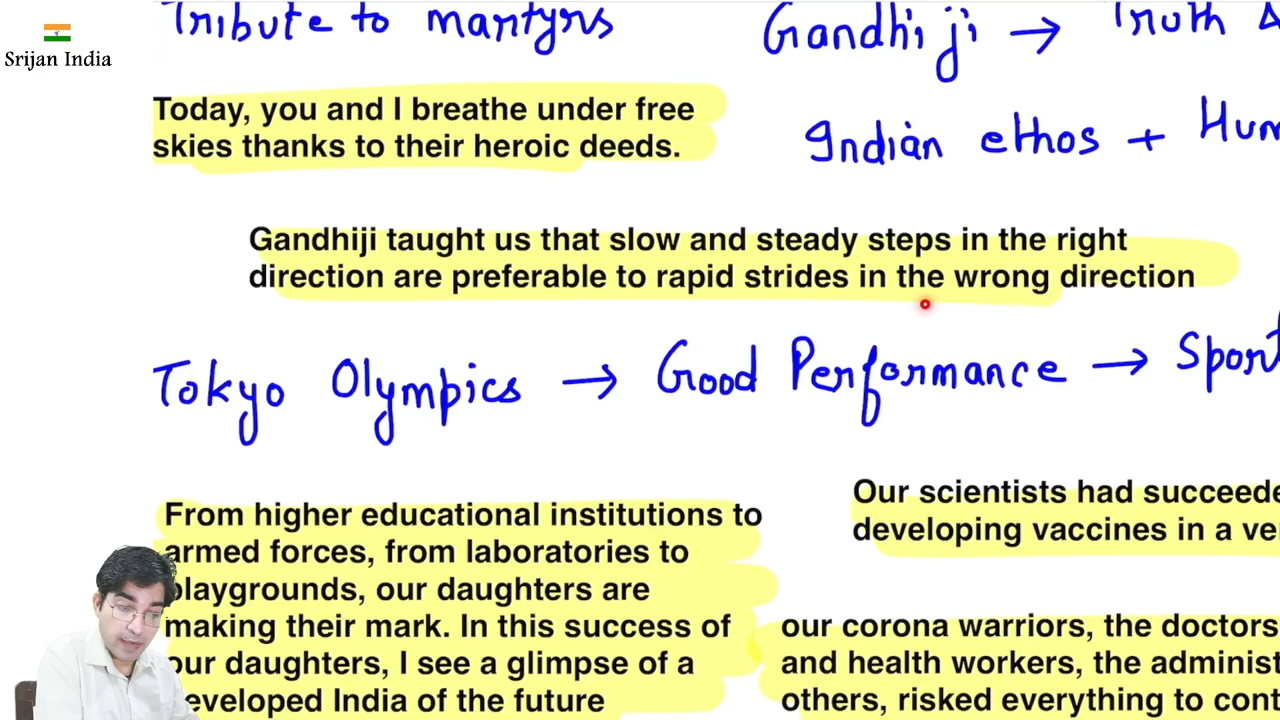 Srijan India
Tribute to martyrs
Gandhiji → Truth
Today, you and I breathe under free
skies thanks to their heroic deeds.
Indian ethos +
Gandhiji taught us that slow and steady steps in the right
direction are preferable to rapid strides in the wrong direction
Tokyo Olympics → Good Performance → Sport
From higher educational institutions to
armed forces, from laboratories to
playgrounds, our daughters are
making their mark. In this success of
our daughters, I see a glimpse of a
developed India of the future
Our scientists had
developing vaccines in a
our corona warriors, the doctors
and health workers, the
others, risked everything to